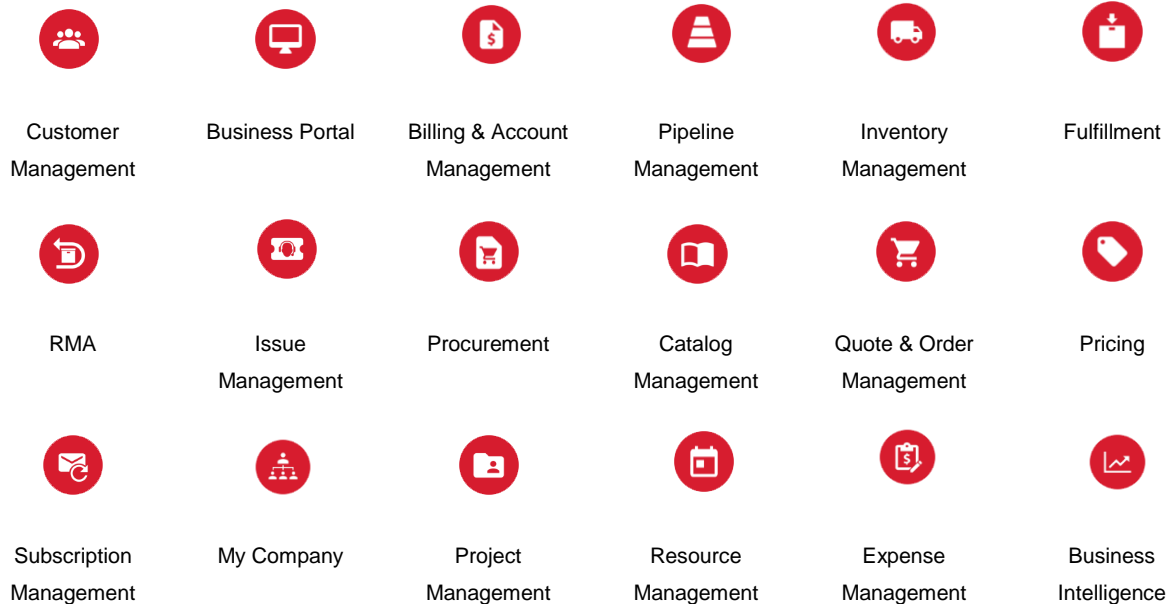 Customer
Management
Business Portal
Billing & Account
Management
Pipeline
Management
Inventory
Management
Fulfillment
RMA
Issue
Management
Procurement
Catalog
Management
Quote & Order
Management
Pricing
Subscription
Management
My Company
Project
Management
Resource
Management
Expense
Management
Business
Intelligence